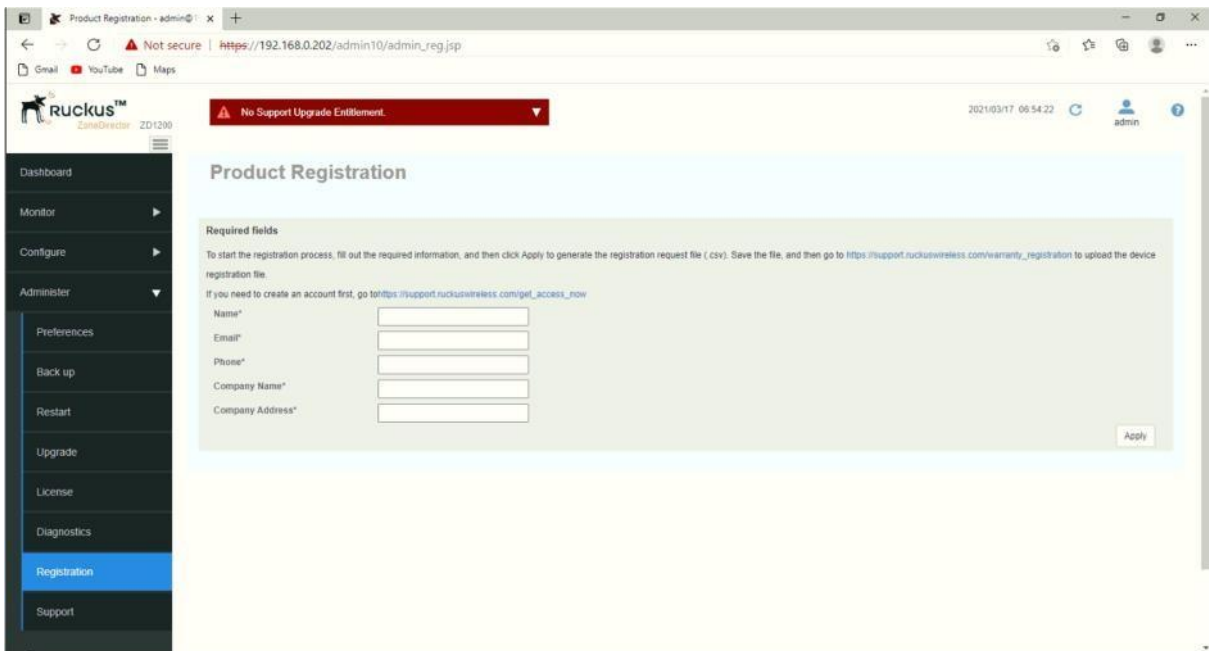 Product Registration - admin@1
Not secure | https://192.168.0.202/admin10/admin_reg.jsp
Gmail YouTube Maps
RUCKUS™
ZoneDirector ZD1200
No Support Upgrade Entitlement.
2021/03/17 06:54:22
admin
Dashboard
Monitor
Configure
Administer
Preferences
Back up
Restart
Upgrade
License
Diagnostics
Registration
Support
Product Registration
Required fields
To start the registration process, fill out the required information, and then click Apply to generate the registration request file (.csv). Save the file, and then go to https://support.ruckuswireless.com/warranty_registration to upload the device
registration file.
If you need to create an account first, go tohttps://support.ruckuswireless.com/get_access_now
Name*
Email*
Phone*
Company Name*
Company Address*
Apply